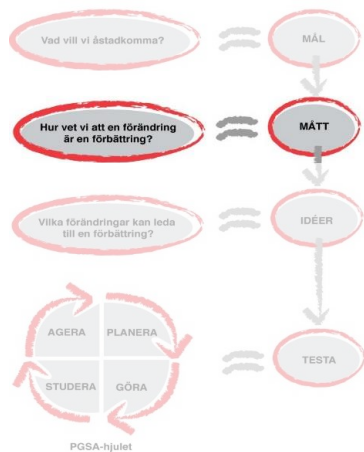 Vad vill vi åstadkomma?
MÅL
Hur vet vi att en förändring
är en förbättring?
MÅTT
Vilka förändringar kan leda
till en förbättring?
IDÉER
AGERA
PLANERA
STUDERA
GÖRA
TESTA
PGSA-hjulet